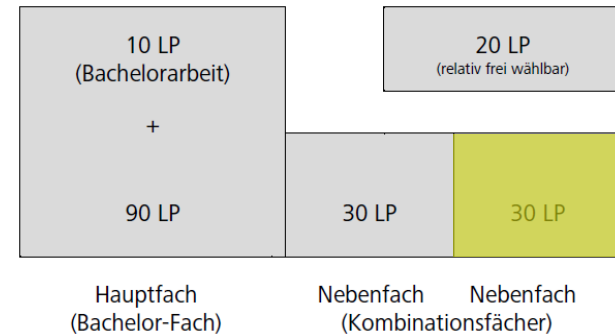 10 LP
(Bachelorarbeit)
+
90 LP
20 LP
(relativ frei wählbar)
30 LP
30 LP
Hauptfach
(Bachelor-Fach)
Nebenfach Nebenfach
(Kombinationsfächer)